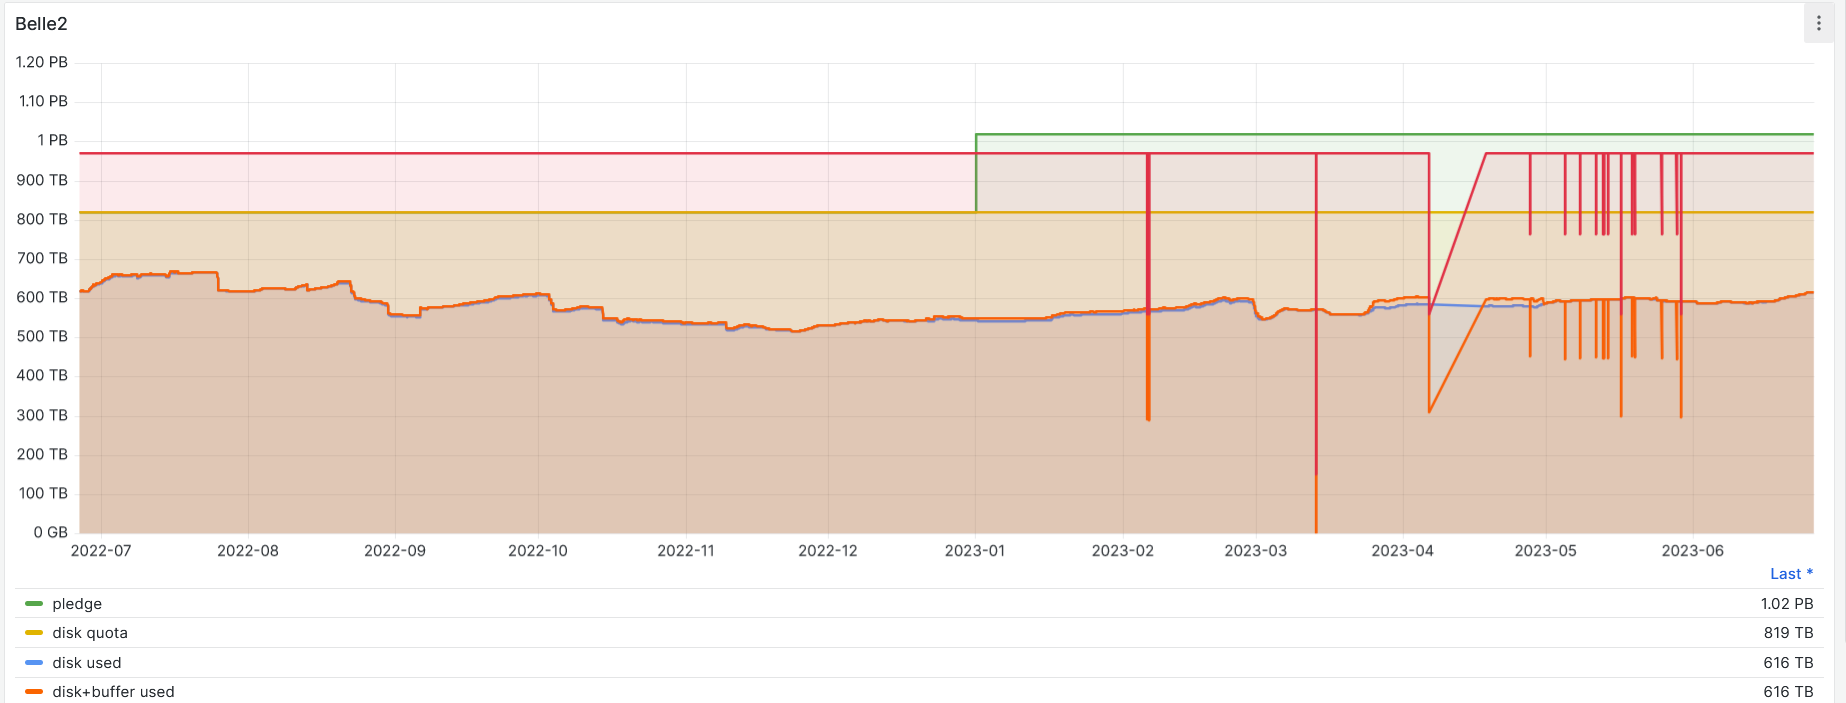 Belle2
1.20 PB
1.10 PB
1 PB
900 TB
800 TB
700 TB
600 TB
500 TB
400 TB
300 TB
200 TB
100 TB
0 GB
2022-07 2022-08 2022-09 2022-10 2022-11 2022-12 2023-01 2023-02 2023-03 2023-04 2023-05 2023-06
Last *
pledge 1.02 PB
disk quota 819 TB
disk used 616 TB
disk+buffer used 616 TB